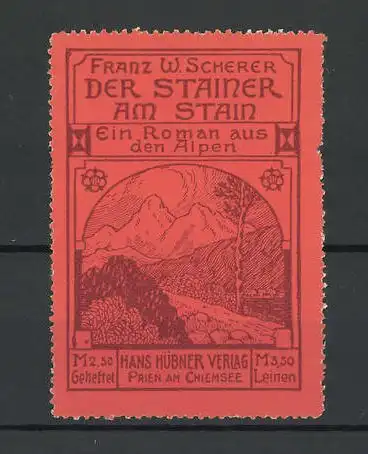 Franz W. Scherer
DER STAINER
AM STAIN
Ein Roman aus
den Alpen
M 2,50 HANS HÜBNER VERLAG M 3,50
Geheftet PRIEN AM CHIEMSEE Leinen